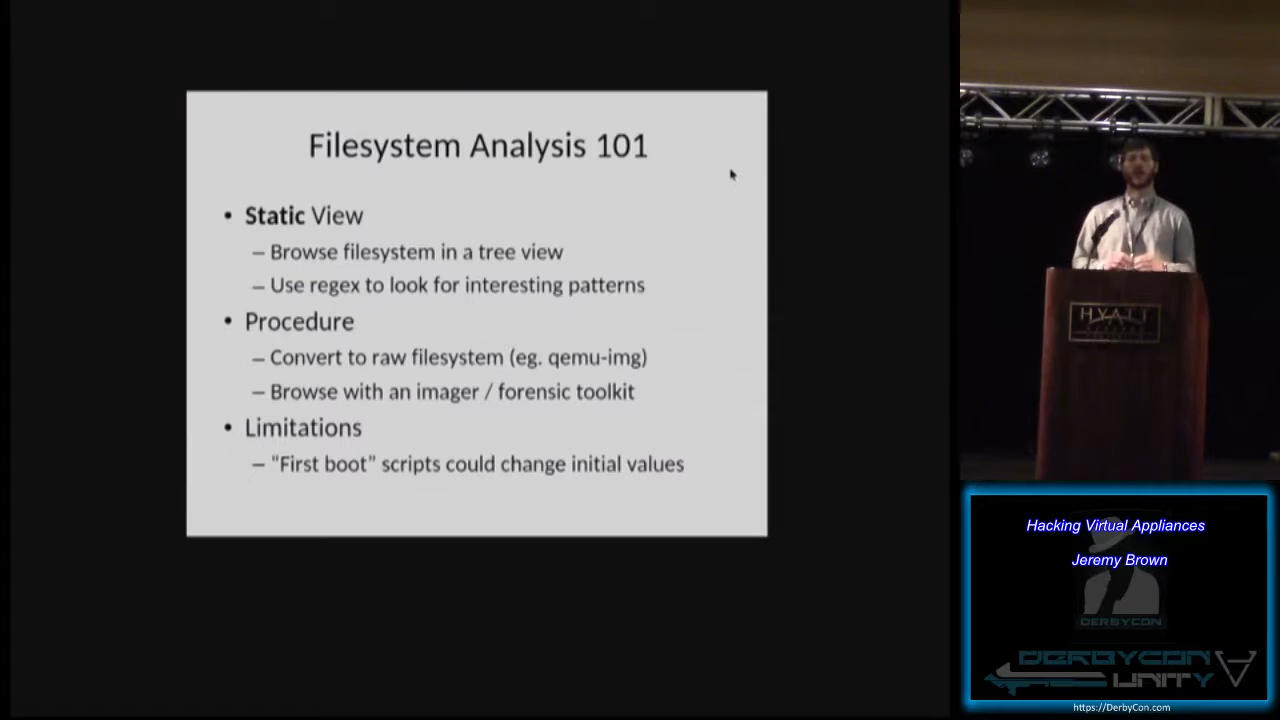 Filesystem Analysis 101
• Static View
– Browse filesystem in a tree view
– Use regex to look for interesting patterns
• Procedure
– Convert to raw filesystem (eg. qemu-img)
– Browse with an imager / forensic toolkit
• Limitations
– “First boot” scripts could change initial values
HYATT
Hacking Virtual Appliances
Jeremy Brown
DERBYCON
DERBYCON
UNITY
https://DerbyCon.com